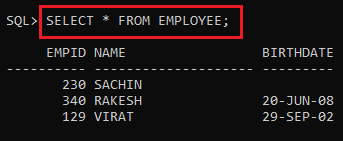 SQL> SELECT * FROM EMPLOYEE;
EMPID NAME BIRTHDATE
---------- -------------------- ---------
230 SACHIN
340 RAKESH 20-JUN-08
129 VIRAT 29-SEP-02